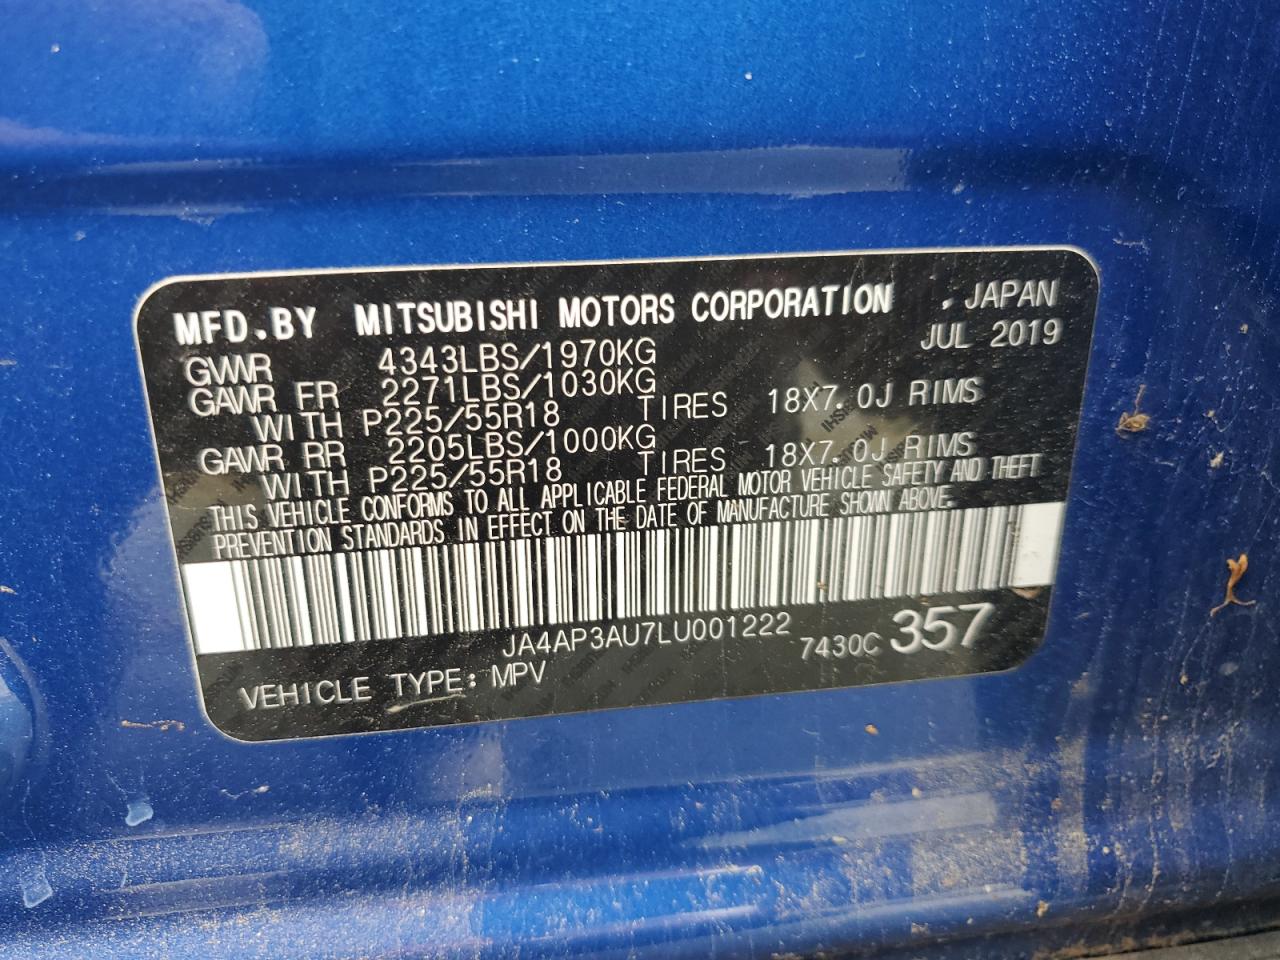 MFD.BY MITSUBISHI MOTORS CORPORATION , JAPAN
JUL 2019
GVWR 4343LBS/1970KG
GAWR FR 2271LBS/1030KG
WITH P225/55R18 TIRES 18X7.0J RIMS
GAWR RR 2205LBS/1000KG
WITH P225/55R18 TIRES 18X7.0J RIMS
THIS VEHICLE CONFORMS TO ALL APPLICABLE FEDERAL MOTOR VEHICLE SAFETY AND THEFT
PREVENTION STANDARDS IN EFFECT ON THE DATE OF MANUFACTURE SHOWN ABOVE.
JA4AP3AU7LU001222
7430C 357
VEHICLE TYPE: MPV